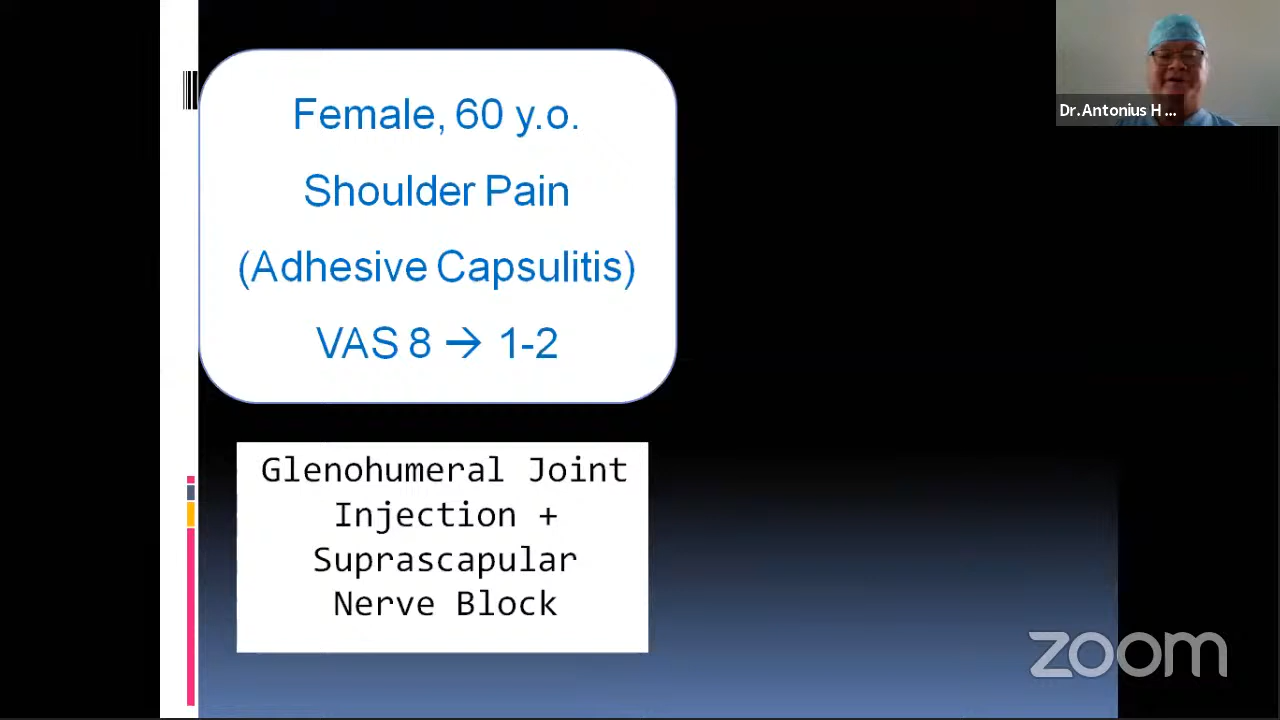 Female, 60 y.o.
Shoulder Pain
(Adhesive Capsulitis)
VAS 8 → 1-2
Glenohumeral Joint
Injection +
Suprascapular
Nerve Block
Dr.Antonius H ...
zoom